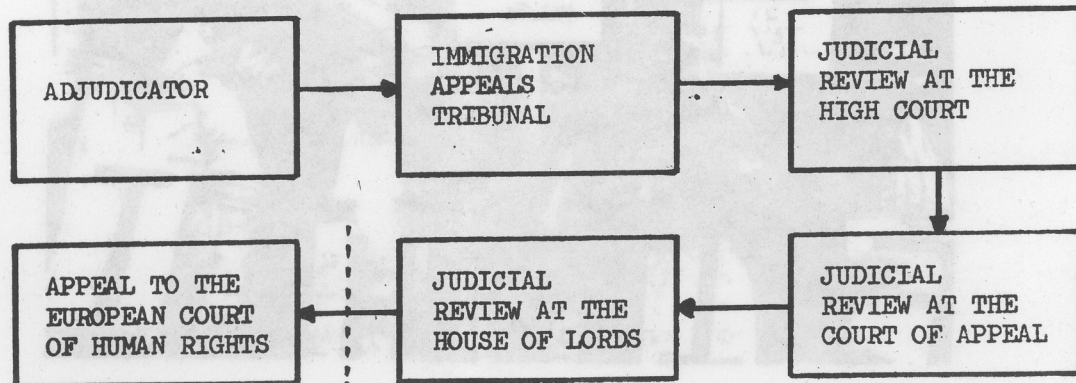 ADJUDICATOR
IMMIGRATION
APPEALS
TRIBUNAL
JUDICIAL
REVIEW AT THE
HIGH COURT
JUDICIAL
REVIEW AT THE
COURT OF APPEAL
JUDICIAL
REVIEW AT THE
HOUSE OF LORDS
APPEAL TO THE
EUROPEAN COURT
OF HUMAN RIGHTS